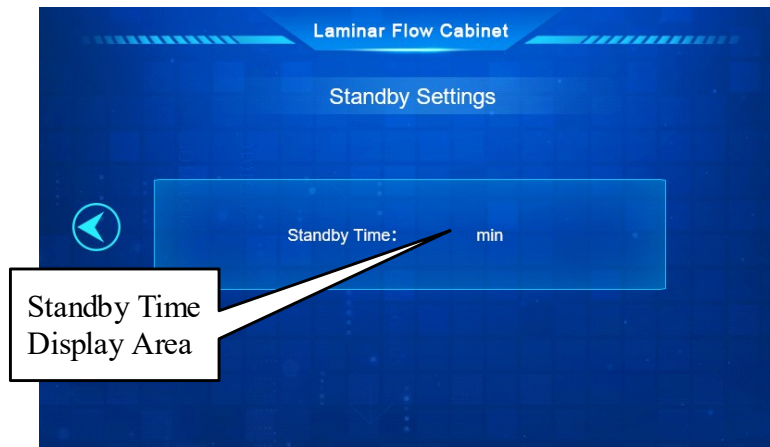 Laminar Flow Cabinet
Standby Settings
Standby Time: min
Standby Time
Display Area